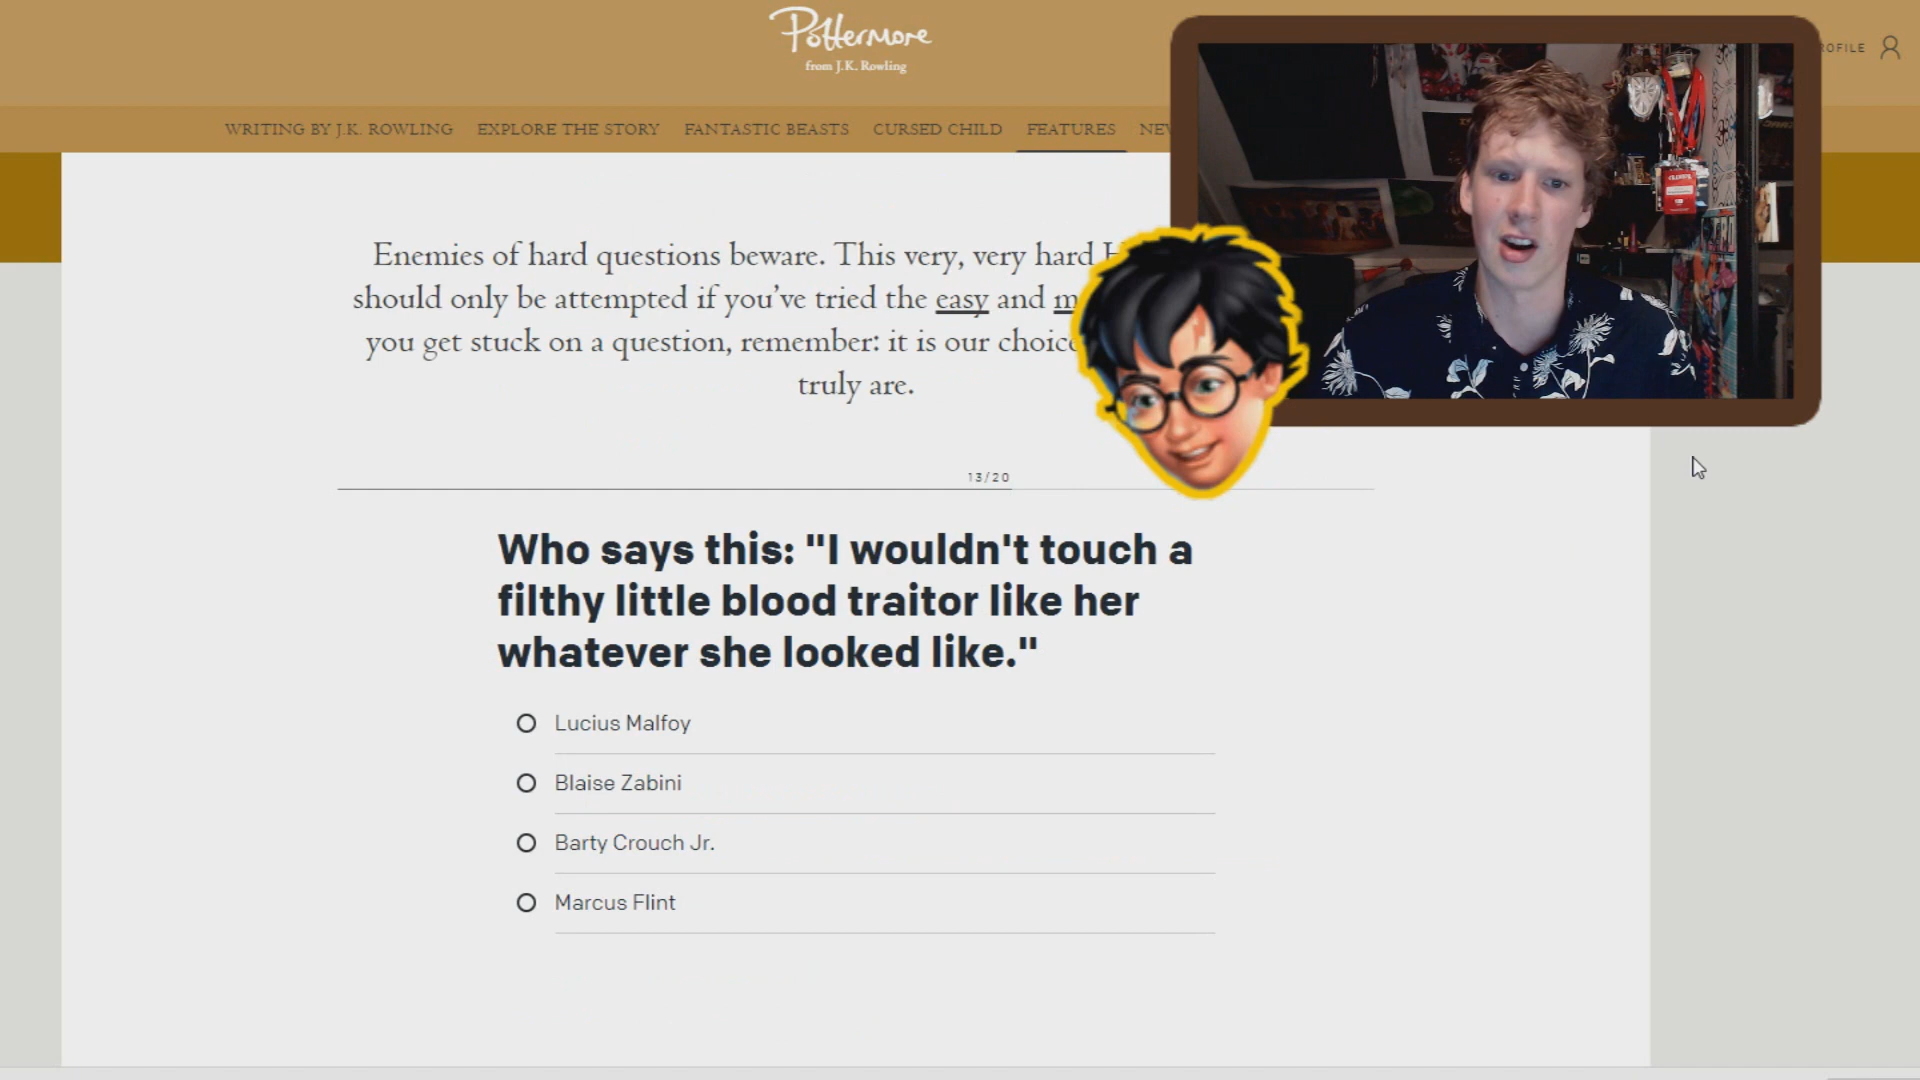 Pottermore
from J.K. Rowling
PROFILE
WRITING BY J.K. ROWLING EXPLORE THE STORY FANTASTIC BEASTS CURSED CHILD FEATURES
Enemies of hard questions beware. This very, very hard
should only be attempted if you've tried the easy and
you get stuck on a question, remember: it is our
truly are.
13/20
Who says this: "I wouldn't touch a
filthy little blood traitor like her
whatever she looked like."
Lucius Malfoy
Blaise Zabini
Barty Crouch Jr.
Marcus Flint